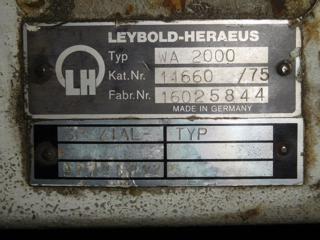 LEYBOLD-HERAEUS
LH
Typ WA 2000
Kat.Nr. 14660 /75
Fabr.Nr. 16025844
MADE IN GERMANY
TYP